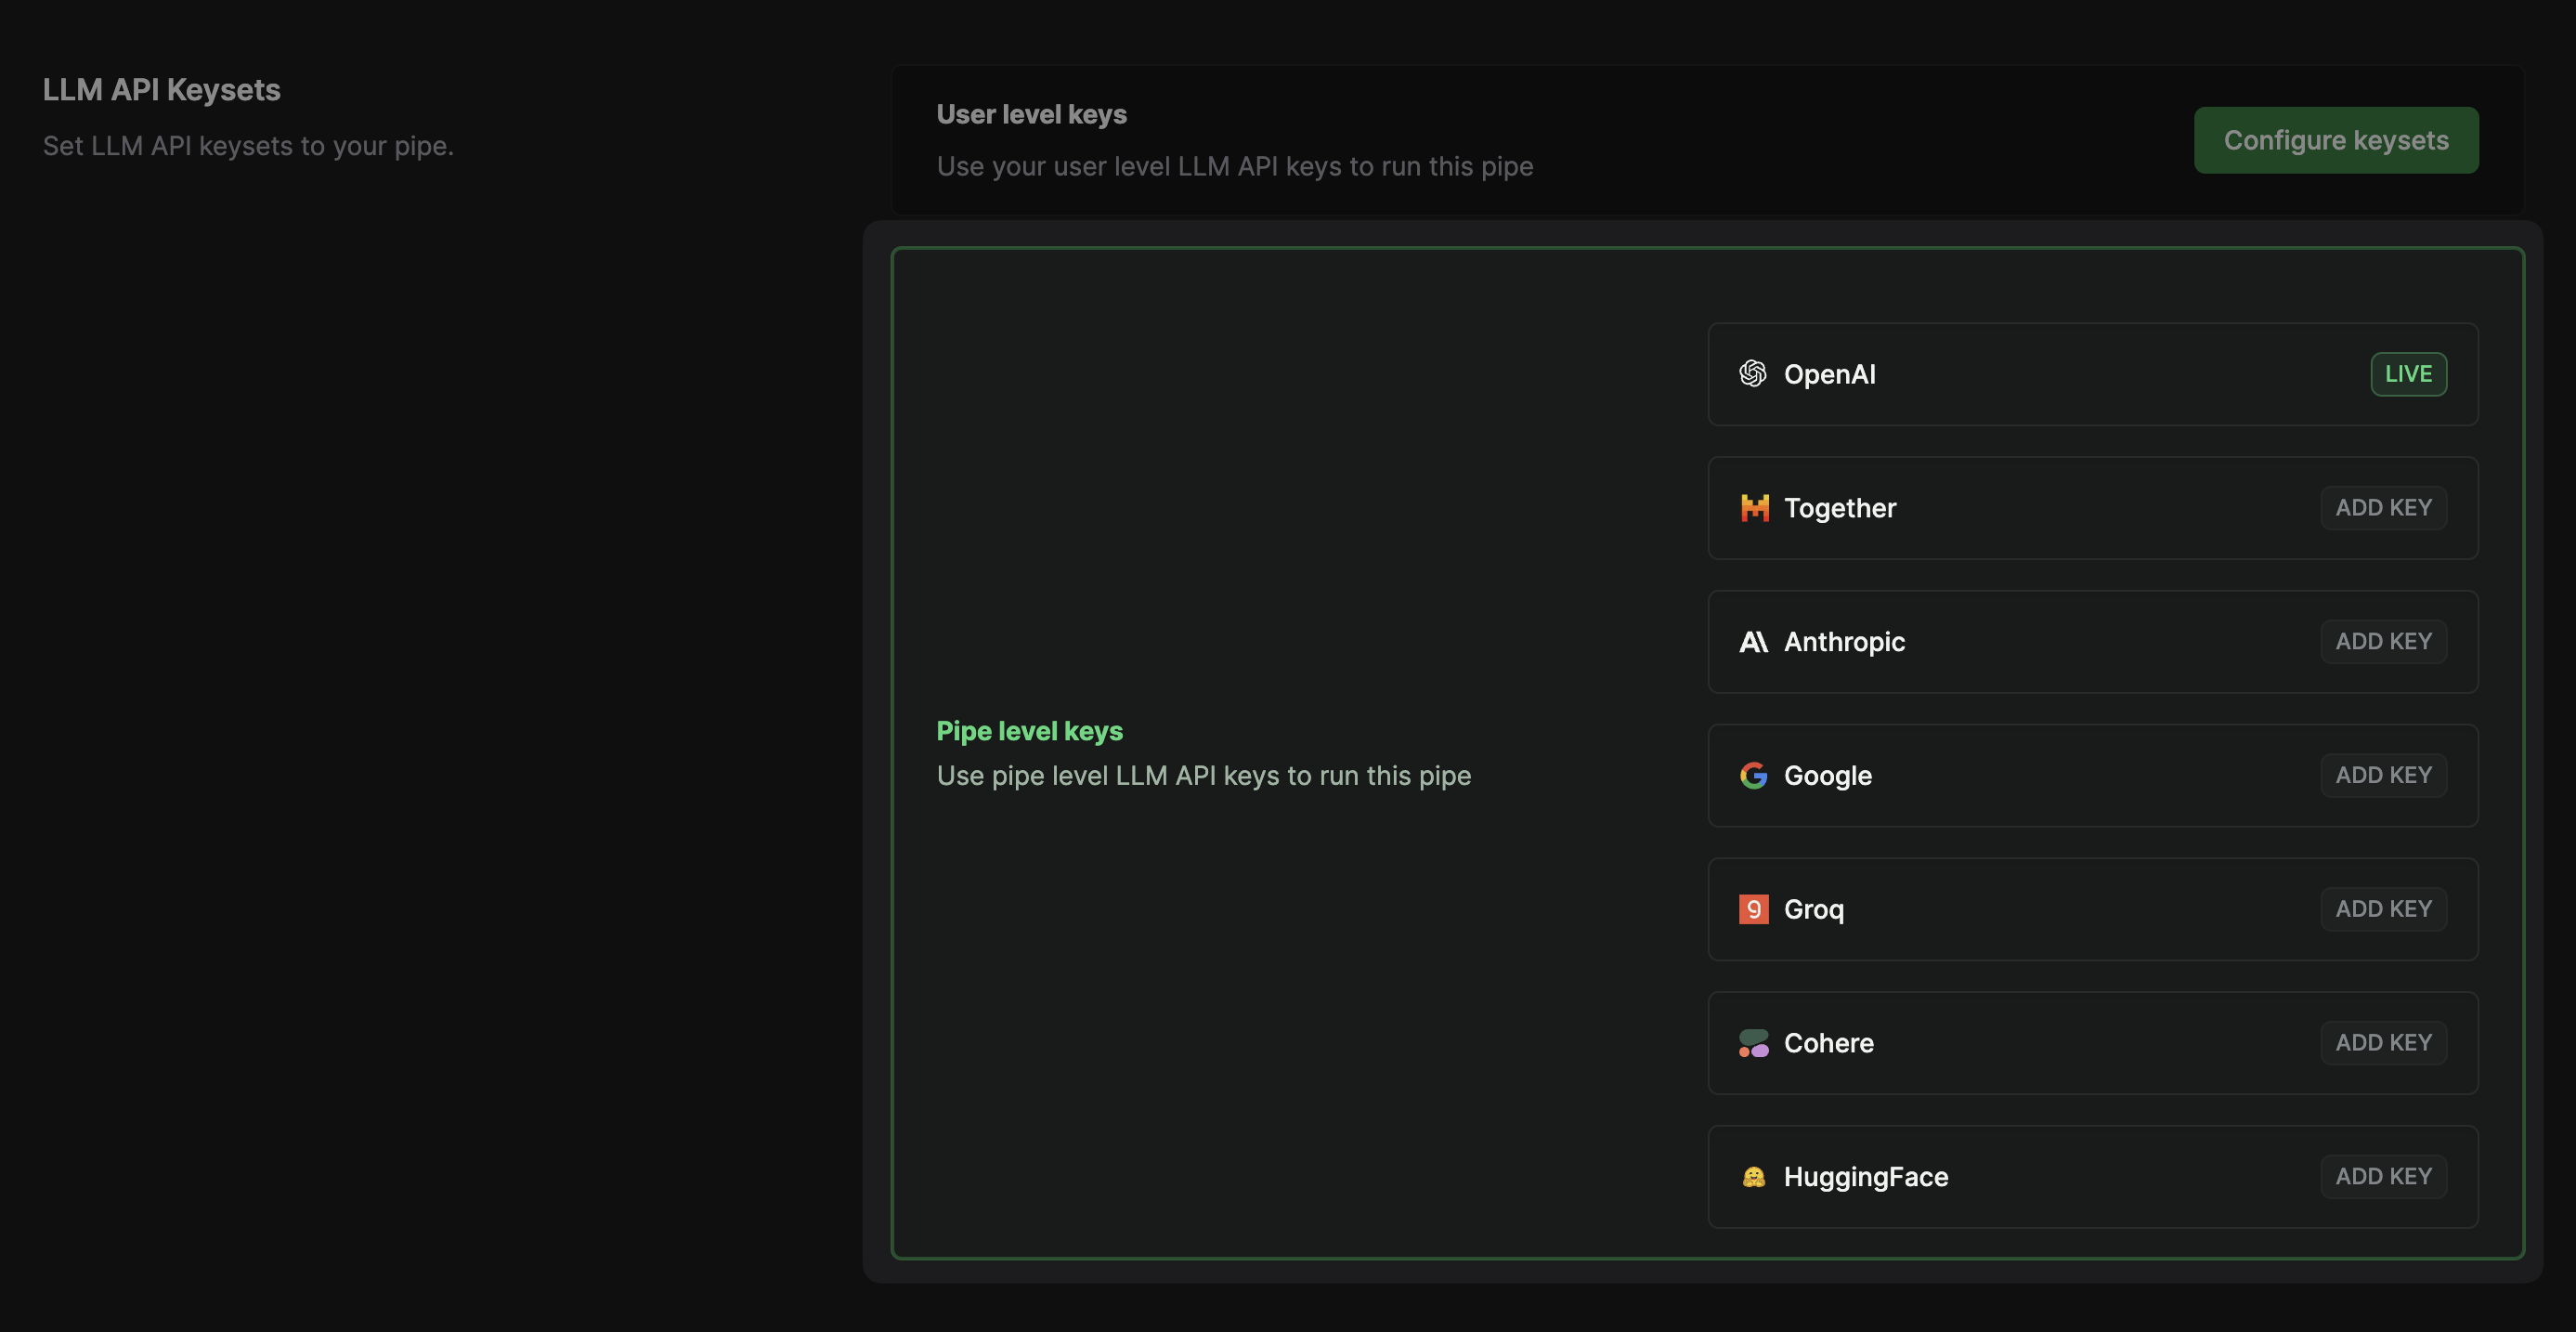 LLM API Keysets
Set LLM API keysets to your pipe.
User level keys
Use your user level LLM API keys to run this pipe
Configure keysets
Pipe level keys
Use pipe level LLM API keys to run this pipe
OpenAI LIVE
Together ADD KEY
Anthropic ADD KEY
Google ADD KEY
Groq ADD KEY
Cohere ADD KEY
HuggingFace ADD KEY